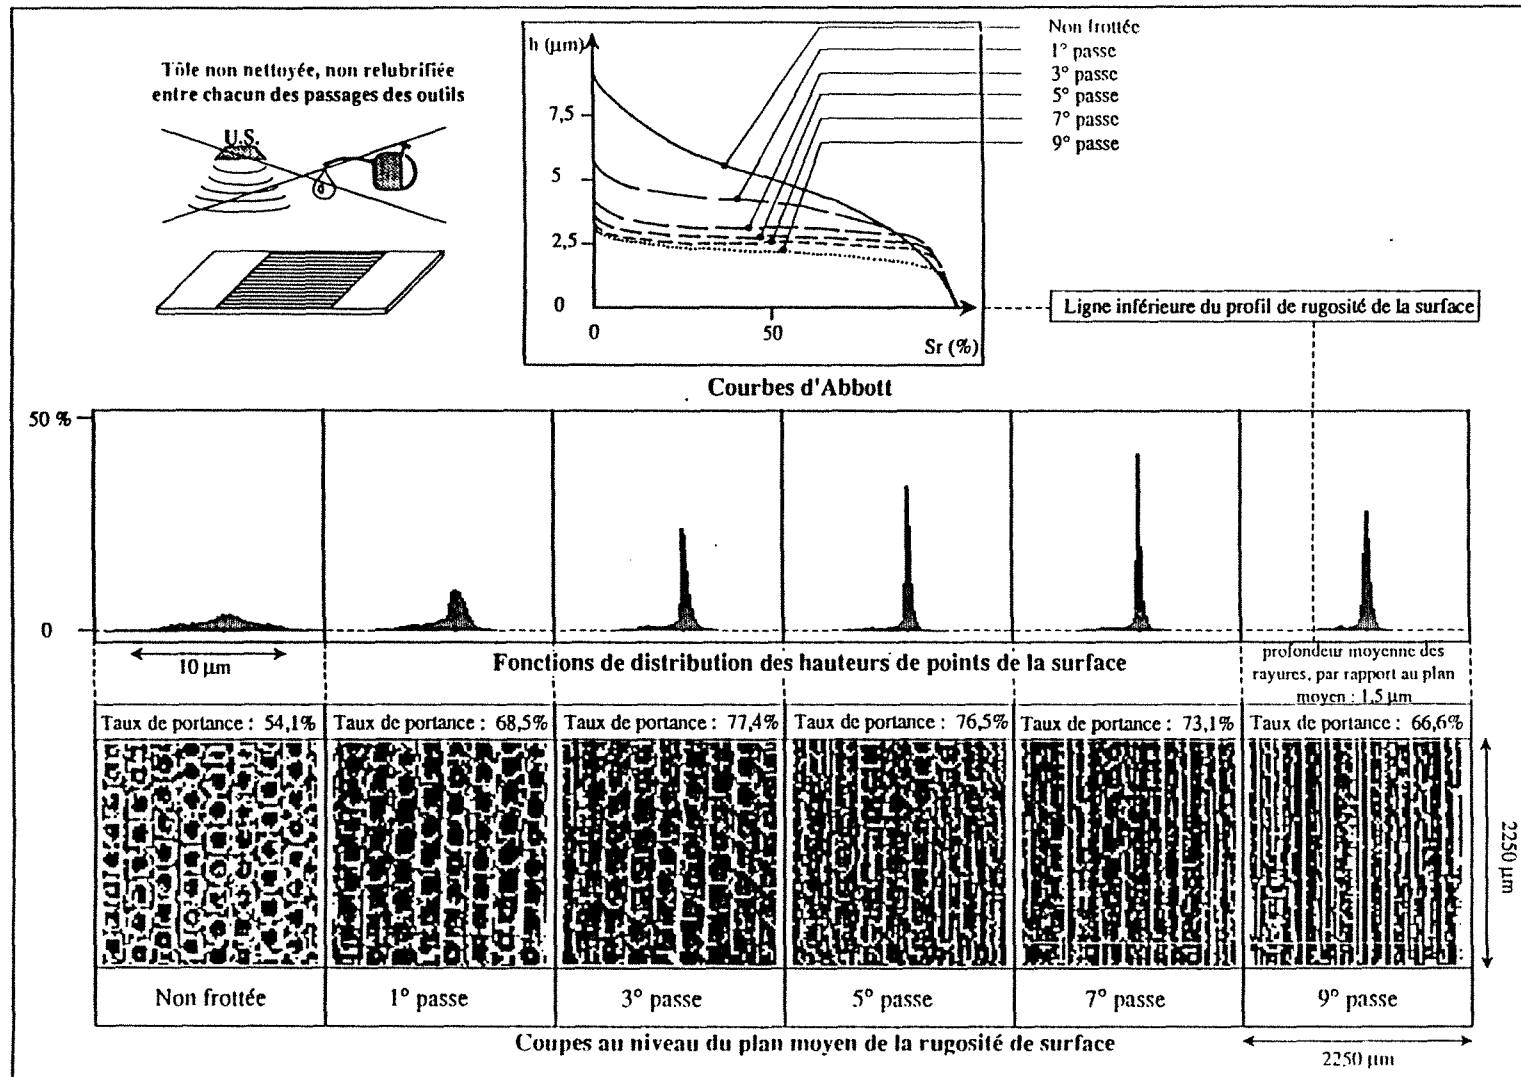 Tôle non nettoyée, non relubrifiée
entre chacun des passages des outils
U.S.
h (µm)
7,5
5
2,5
0
0
50
Sr (%)
Non frottée
1° passe
3° passe
5° passe
7° passe
9° passe
Ligne inférieure du profil de rugosité de la surface
Courbes d'Abbott
50 %
0
10 µm
Fonctions de distribution des hauteurs de points de la surface
profondeur moyenne des
rayures, par rapport au plan
moyen : 1,5 µm
Taux de portance : 54,1%
Taux de portance : 68,5%
Taux de portance : 77,4%
Taux de portance : 76,5%
Taux de portance : 73,1%
Taux de portance : 66,6%
2250 µm
Non frottée
1° passe
3° passe
5° passe
7° passe
9° passe
Coupes au niveau du plan moyen de la rugosité de surface
2250 µm